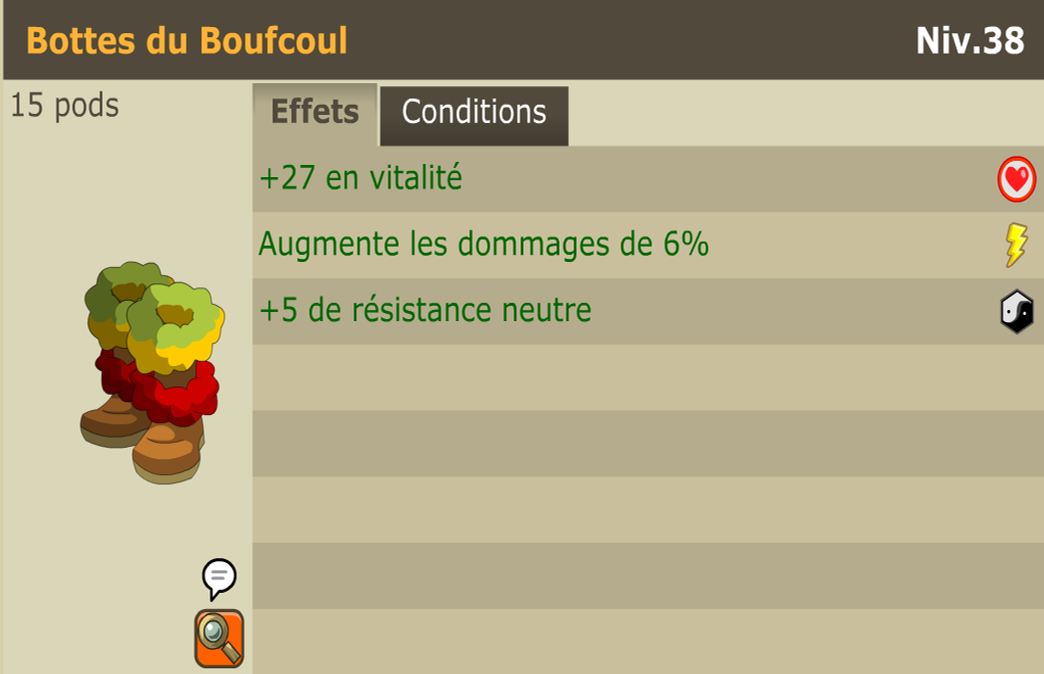 Bottes du Boufcoul
Niv.38
15 pods
Effets
Conditions
+27 en vitalité
Augmente les dommages de 6%
+5 de résistance neutre